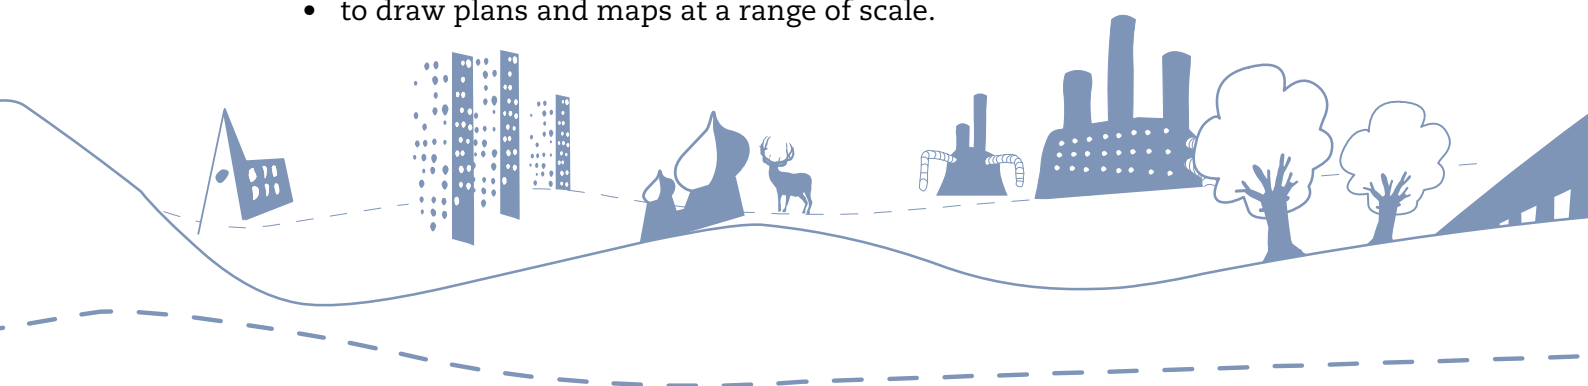 • to draw plans and maps at a range of scale.